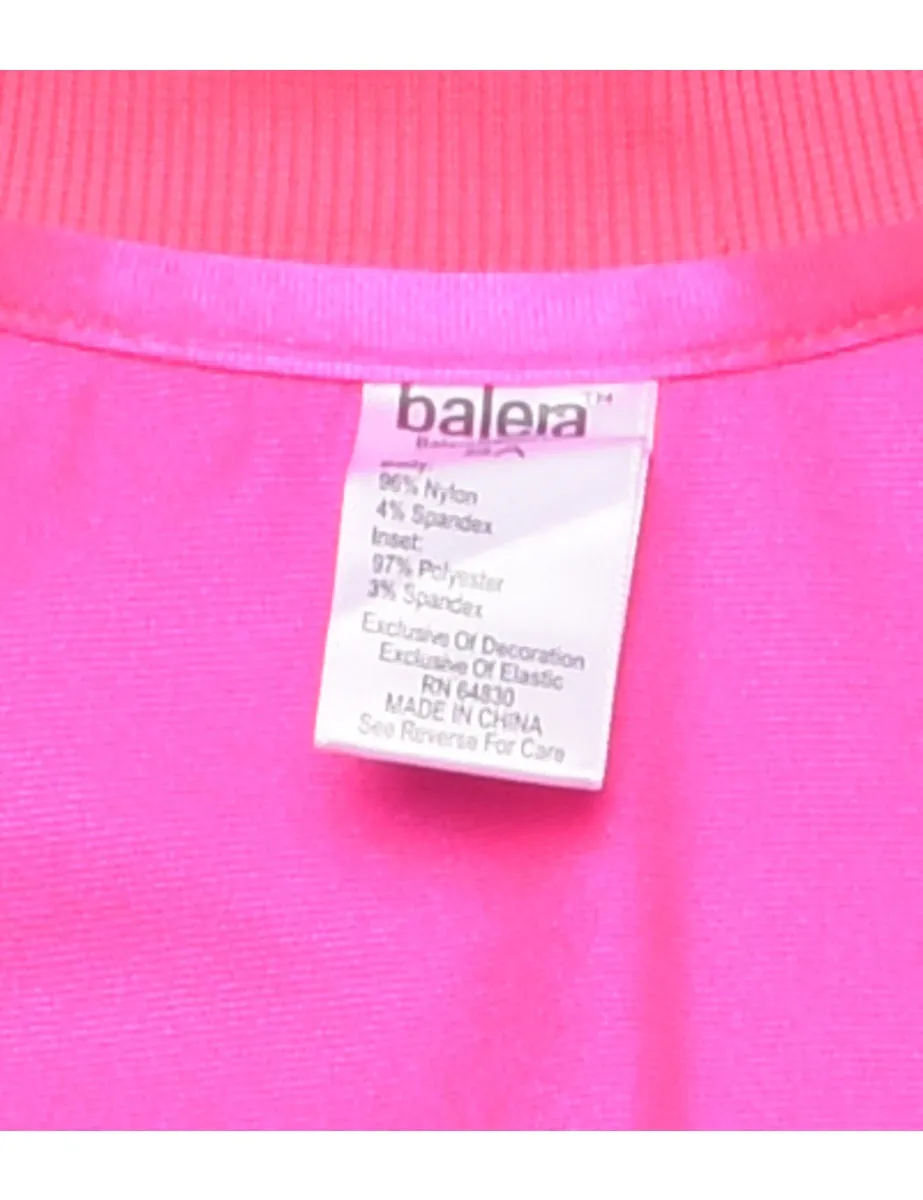 balera™
96% Nylon
4% Spandex
Inset:
97% Polyester
3% Spandex
Exclusive Of Decoration
Exclusive Of Elastic
RN 64830
MADE IN CHINA
See Reverse For Care